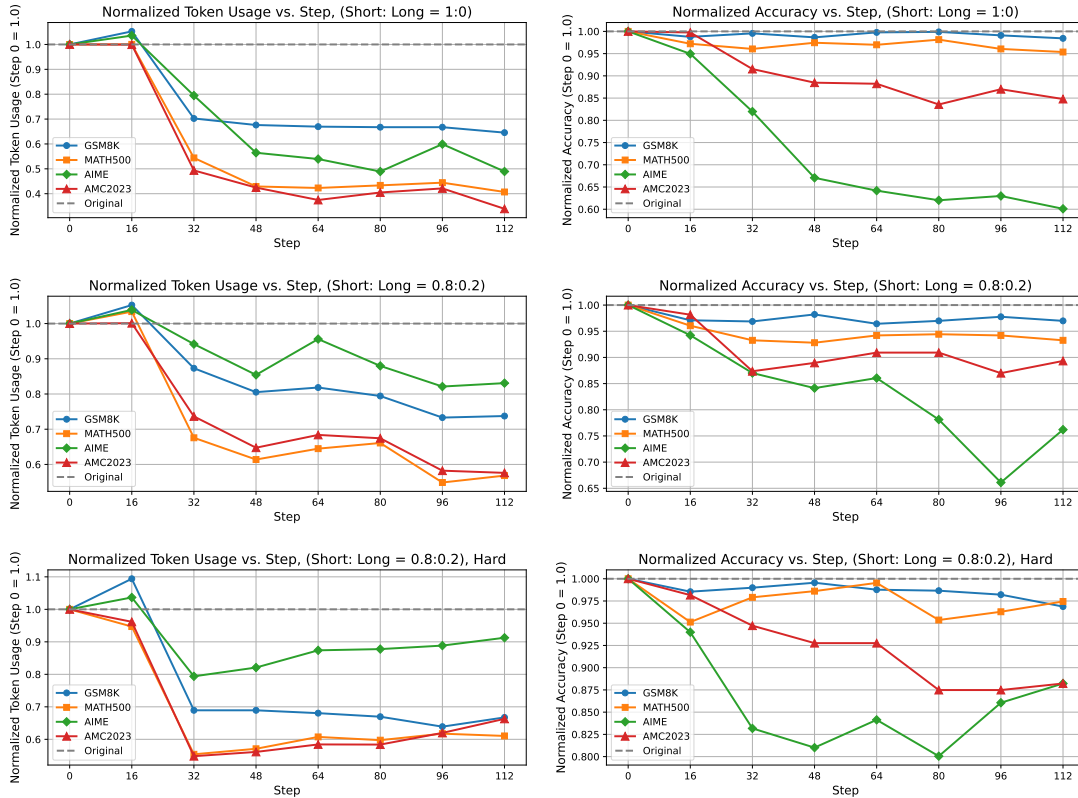 Normalized Token Usage vs. Step, (Short: Long = 1:0)
Normalized Token Usage (Step 0 = 1.0)
1.0
0.9
0.8
0.7
0.6
0.5
0.4
GSM8K
MATH500
AIME
AMC2023
Original
0 16 32 48 64 80 96 112
Step
Normalized Accuracy vs. Step, (Short: Long = 1:0)
Normalized Accuracy (Step 0 = 1.0)
1.00
0.95
0.90
0.85
0.80
0.75
0.70
0.65
0.60
GSM8K
MATH500
AIME
AMC2023
Original
0 16 32 48 64 80 96 112
Step
Normalized Token Usage vs. Step, (Short: Long = 0.8:0.2)
Normalized Token Usage (Step 0 = 1.0)
1.0
0.9
0.8
0.7
0.6
GSM8K
MATH500
AIME
AMC2023
Original
0 16 32 48 64 80 96 112
Step
Normalized Accuracy vs. Step, (Short: Long = 0.8:0.2)
Normalized Accuracy (Step 0 = 1.0)
1.00
0.95
0.90
0.85
0.80
0.75
0.70
0.65
GSM8K
MATH500
AIME
AMC2023
Original
0 16 32 48 64 80 96 112
Step
Normalized Token Usage vs. Step, (Short: Long = 0.8:0.2), Hard
Normalized Token Usage (Step 0 = 1.0)
1.1
1.0
0.9
0.8
0.7
0.6
GSM8K
MATH500
AIME
AMC2023
Original
0 16 32 48 64 80 96 112
Step
Normalized Accuracy vs. Step, (Short: Long = 0.8:0.2), Hard
Normalized Accuracy (Step 0 = 1.0)
1.000
0.975
0.950
0.925
0.900
0.875
0.850
0.825
0.800
GSM8K
MATH500
AIME
AMC2023
Original
0 16 32 48 64 80 96 112
Step